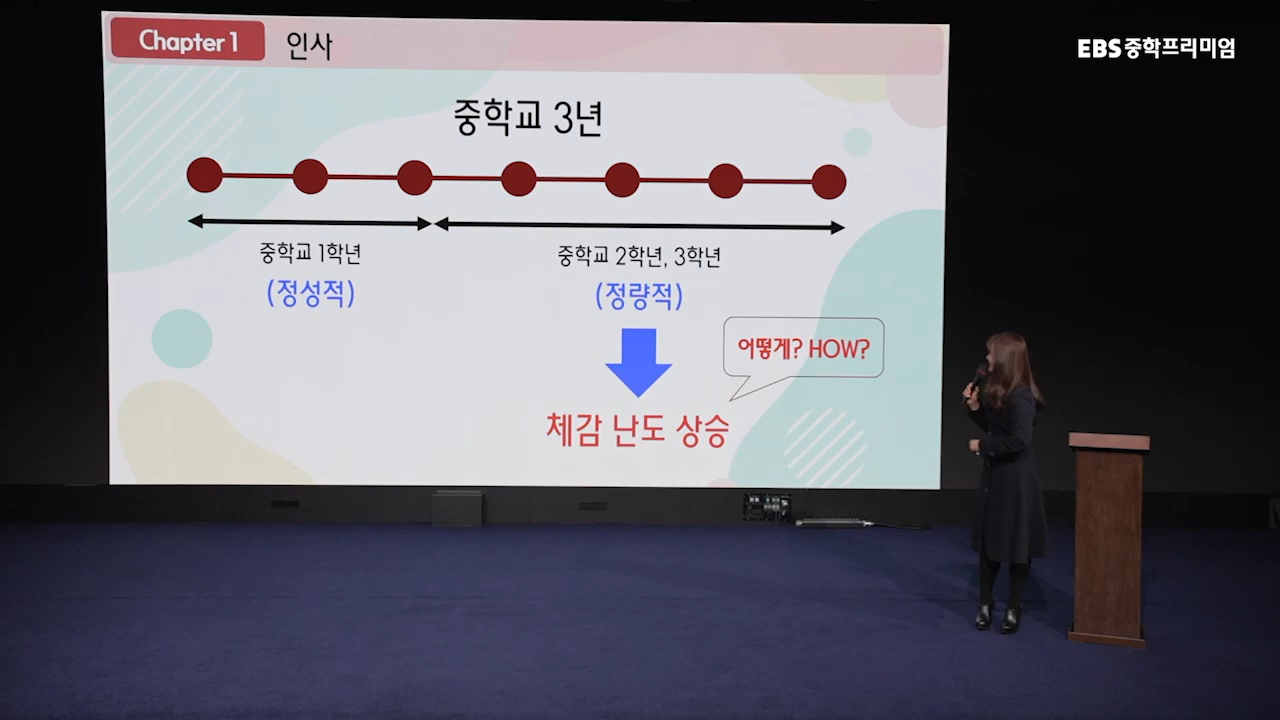 Chapter 1 인사
EBS중학프리미엄
중학교 3년
중학교 1학년
중학교 2학년, 3학년
(정성적)
(정량적)
어떻게? HOW?
체감 난도 상승